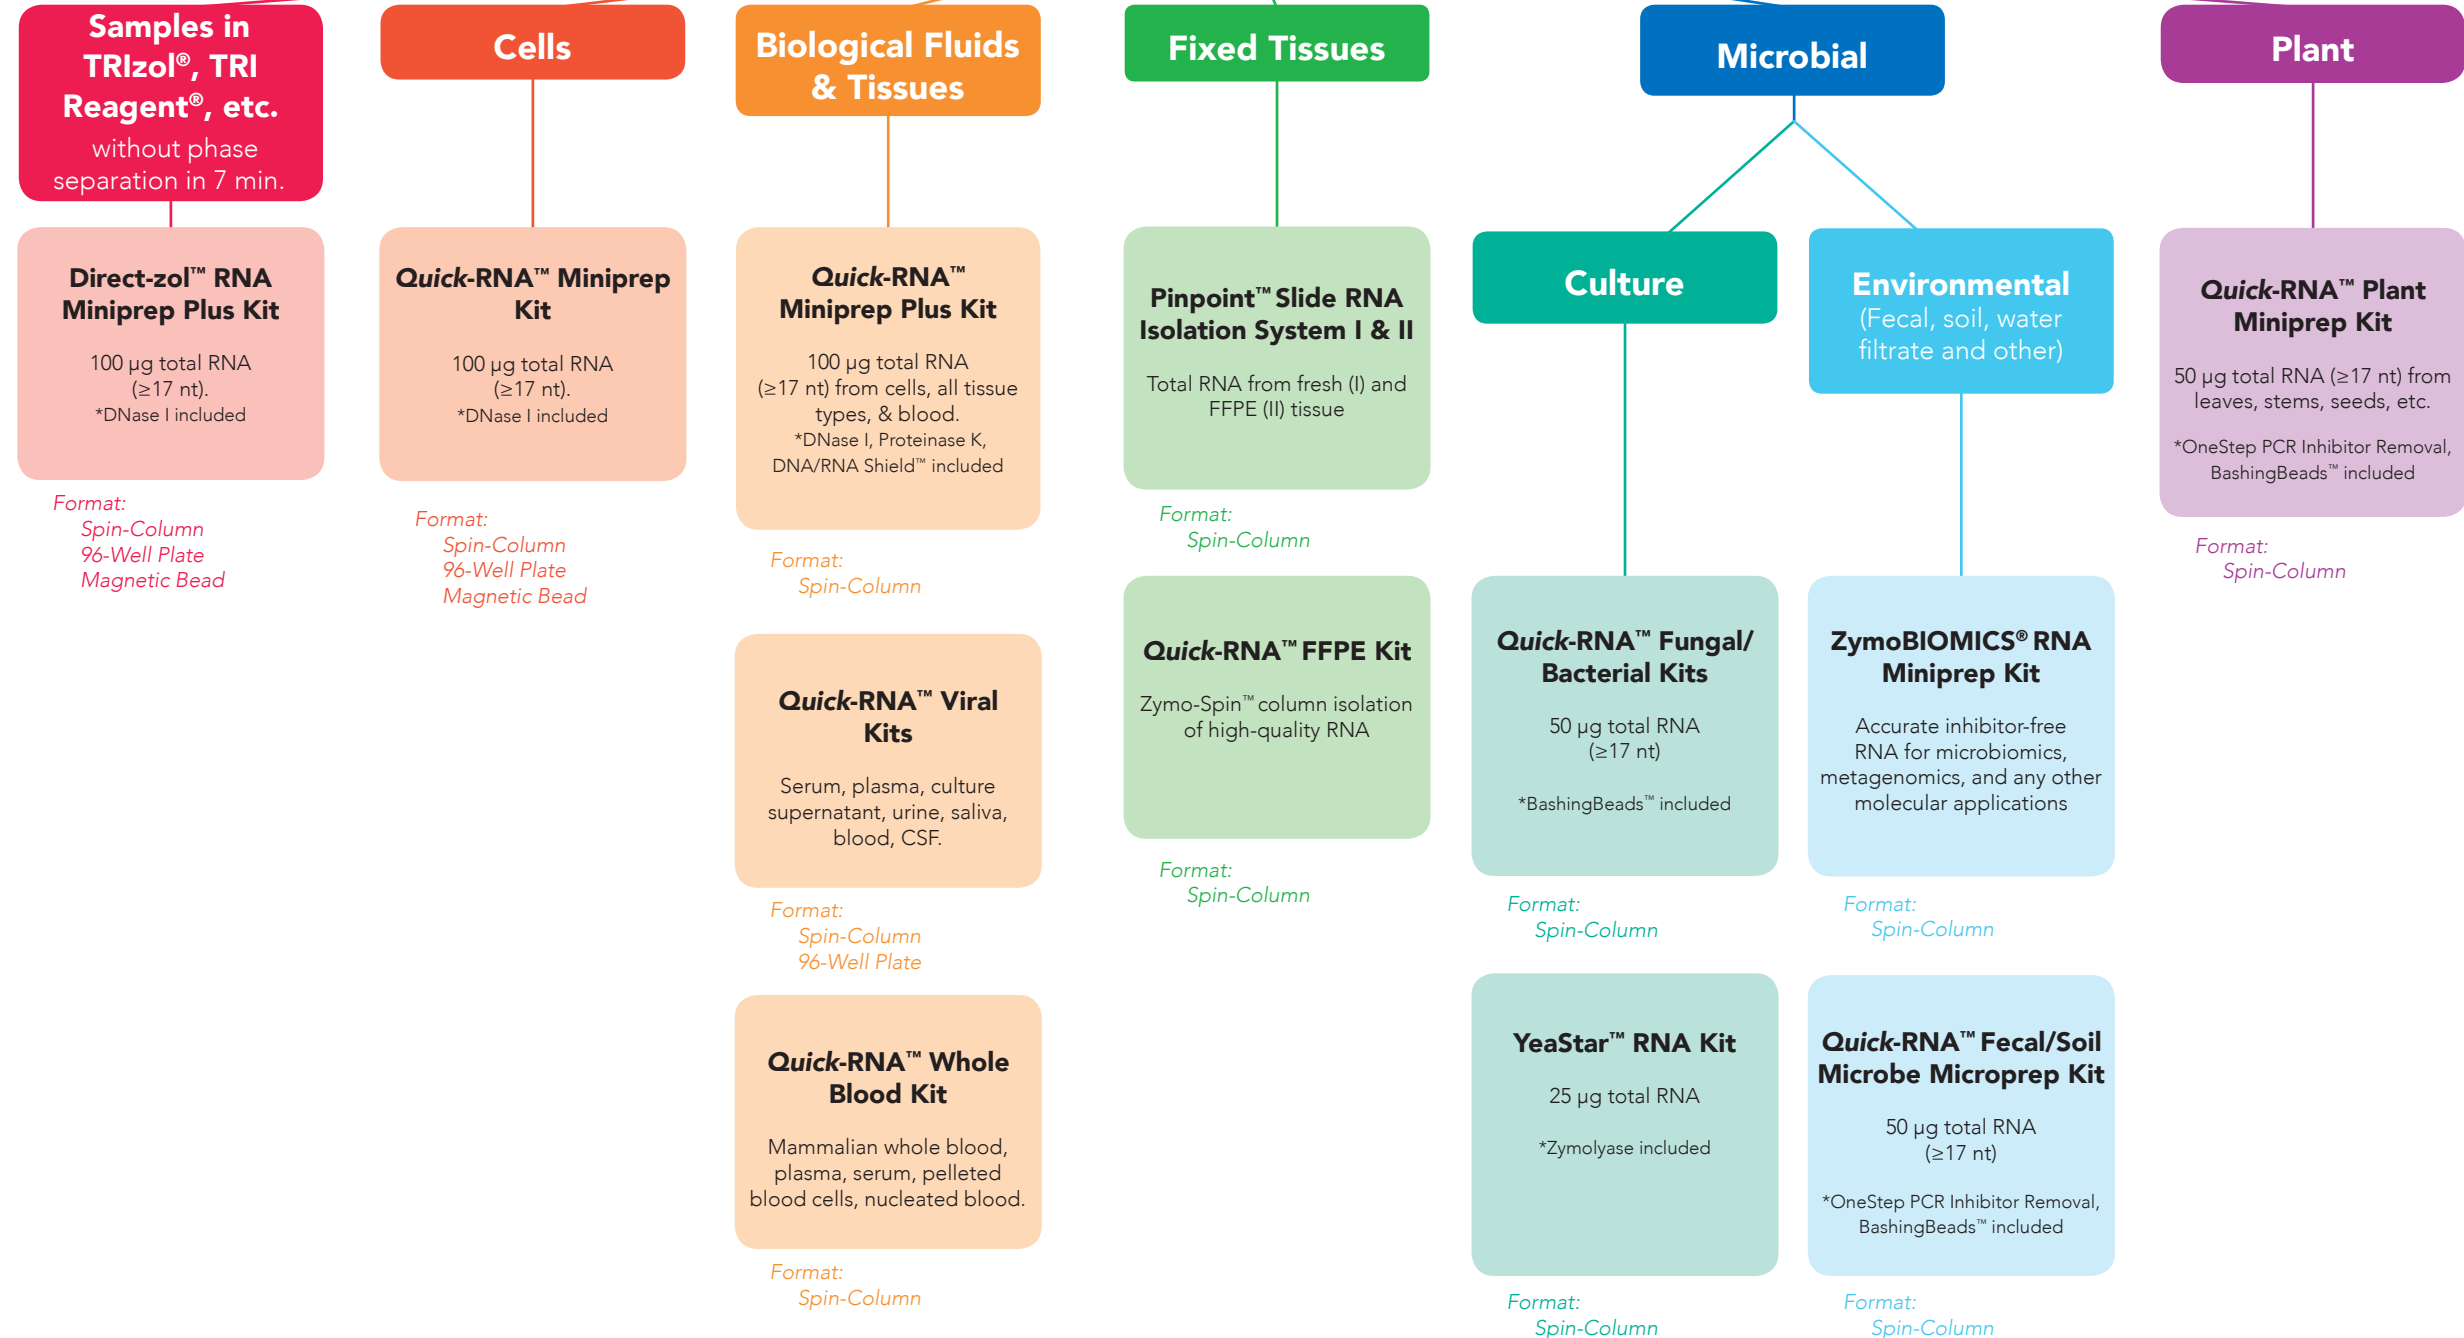 Samples in
TRIzol®, TRI
Reagent®, etc.
without phase
separation in 7 min.
Direct-zol™ RNA
Miniprep Plus Kit
100 µg total RNA
(≥17 nt).
*DNase I included
Format:
Spin-Column
96-Well Plate
Magnetic Bead
Cells
Quick-RNA™ Miniprep
Kit
100 µg total RNA
(≥17 nt).
*DNase I included
Format:
Spin-Column
96-Well Plate
Magnetic Bead
Biological Fluids
& Tissues
Quick-RNA™
Miniprep Plus Kit
100 µg total RNA
(≥17 nt) from cells, all tissue
types, & blood.
*DNase I, Proteinase K,
DNA/RNA Shield™ included
Format:
Spin-Column
Quick-RNA™ Viral
Kits
Serum, plasma, culture
supernatant, urine, saliva,
blood, CSF.
Format:
Spin-Column
96-Well Plate
Quick-RNA™ Whole
Blood Kit
Mammalian whole blood,
plasma, serum, pelleted
blood cells, nucleated blood.
Format:
Spin-Column
Fixed Tissues
Pinpoint™ Slide RNA
Isolation System I & II
Total RNA from fresh (I) and
FFPE (II) tissue
Format:
Spin-Column
Quick-RNA™ FFPE Kit
Zymo-Spin™ column isolation
of high-quality RNA
Format:
Spin-Column
Microbial
Culture
Quick-RNA™ Fungal/
Bacterial Kits
50 µg total RNA
(≥17 nt)
*BashingBeads™ included
Format:
Spin-Column
YeaStar™ RNA Kit
25 µg total RNA
*Zymolyase included
Format:
Spin-Column
Environmental
(Fecal, soil, water
filtrate and other)
ZymoBIOMICS® RNA
Miniprep Kit
Accurate inhibitor-free
RNA for microbiomics,
metagenomics, and any other
molecular applications
Format:
Spin-Column
Quick-RNA™ Fecal/Soil
Microbe Microprep Kit
50 µg total RNA
(≥17 nt)
*OneStep PCR Inhibitor Removal,
BashingBeads™ included
Format:
Spin-Column
Plant
Quick-RNA™ Plant
Miniprep Kit
50 µg total RNA (≥17 nt) from
leaves, stems, seeds, etc.
*OneStep PCR Inhibitor Removal,
BashingBeads™ included
Format:
Spin-Column